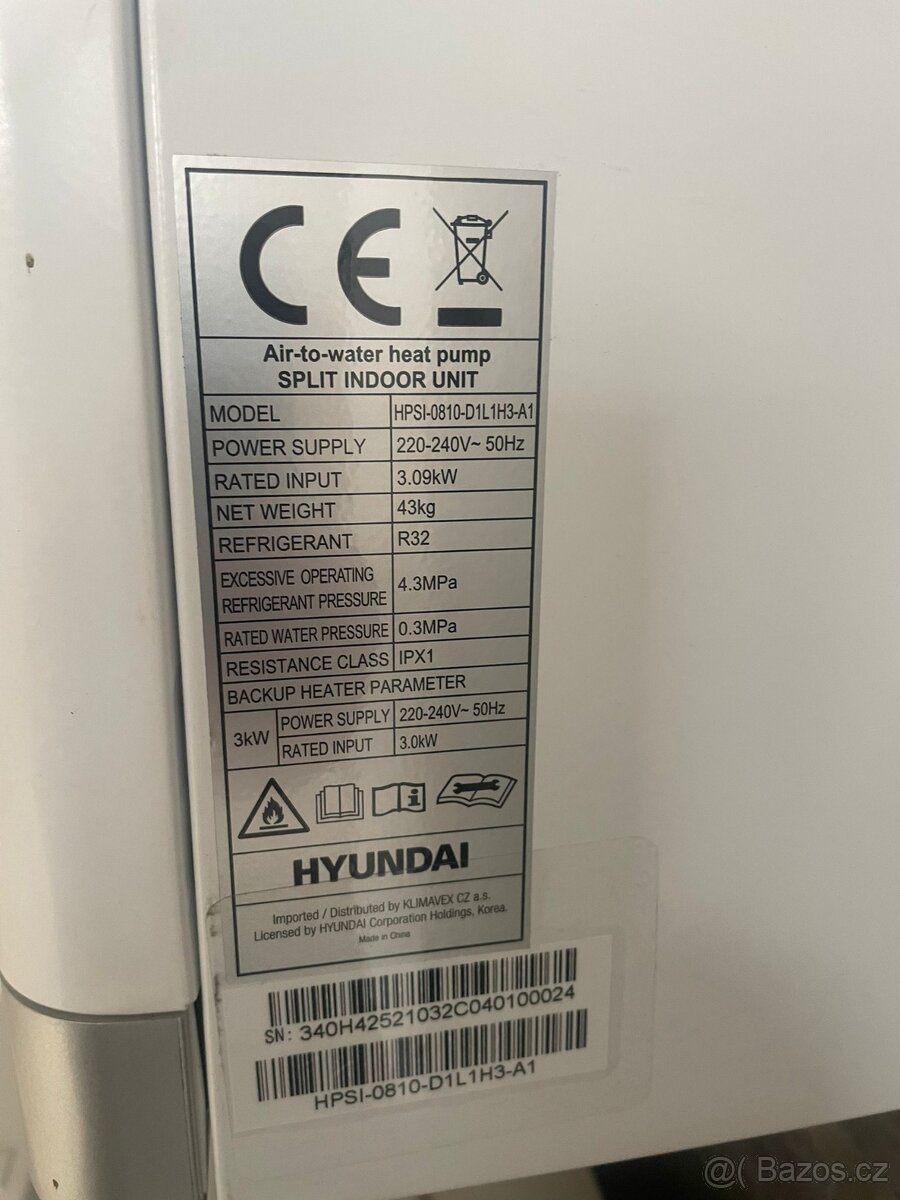 CE
Air-to-water heat pump
SPLIT INDOOR UNIT
MODEL HPSI-0810-D1L1H3-A1
POWER SUPPLY 220-240V~ 50Hz
RATED INPUT 3.09kW
NET WEIGHT 43kg
REFRIGERANT R32
EXCESSIVE OPERATING
REFRIGERANT PRESSURE 4.3MPa
RATED WATER PRESSURE 0.3MPa
RESISTANCE CLASS IPX1
BACKUP HEATER PARAMETER
3kW POWER SUPPLY 220-240V~ 50Hz
RATED INPUT 3.0kW
HYUNDAI
Imported / Distributed by KLIMAVEX CZ a.s.
Licensed by HYUNDAI Corporation Holdings, Korea.
Made in China
SN: 340H42521032C040100024
HPSI-0810-D1L1H3-A1
@( Bazos.cz